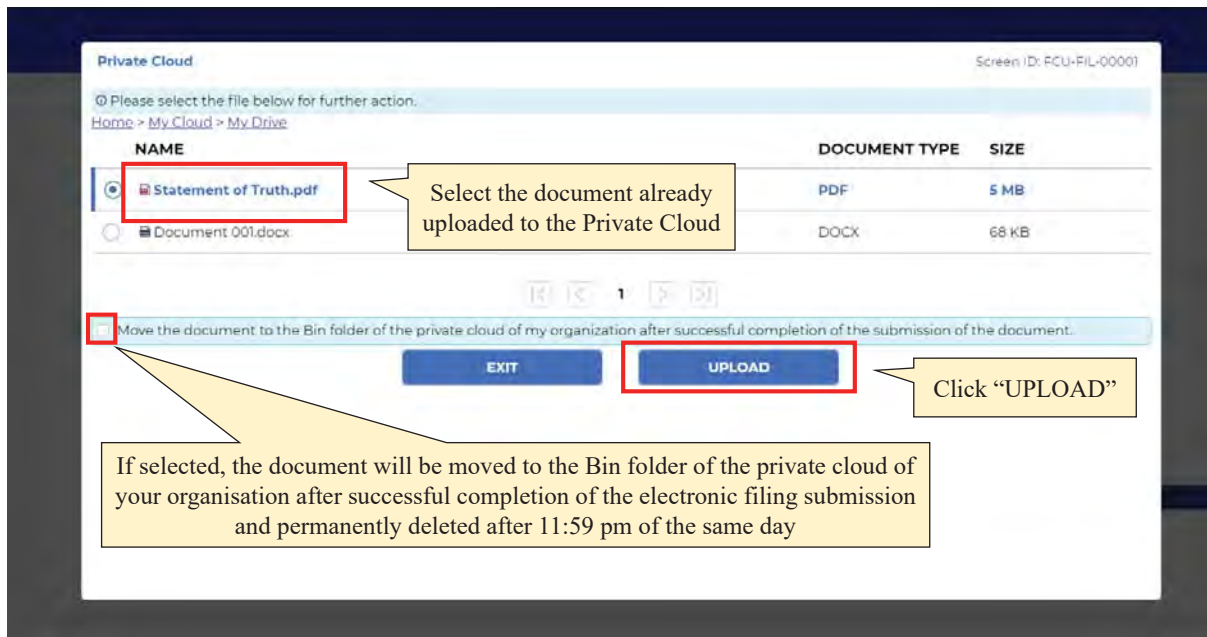 Private Cloud Screen ID: FCU-FIL-00001
Please select the file below for further action.
Home > My Cloud > My Drive
NAME DOCUMENT TYPE SIZE
Statement of Truth.pdf PDF 5 MB
Select the document already
uploaded to the Private Cloud
Document 001.docx DOCX 68 KB
|< < 1 > >|
Move the document to the Bin folder of the private cloud of my organization after successful completion of the submission of the document.
EXIT UPLOAD
Click “UPLOAD”
If selected, the document will be moved to the Bin folder of the private cloud of
your organisation after successful completion of the electronic filing submission
and permanently deleted after 11:59 pm of the same day